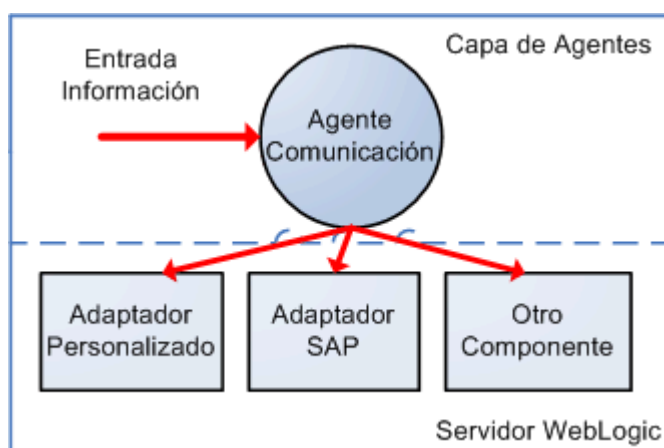 Capa de Agentes
Entrada
Información
Agente
Comunicación
Adaptador
Personalizado
Adaptador
SAP
Otro
Componente
Servidor WebLogic